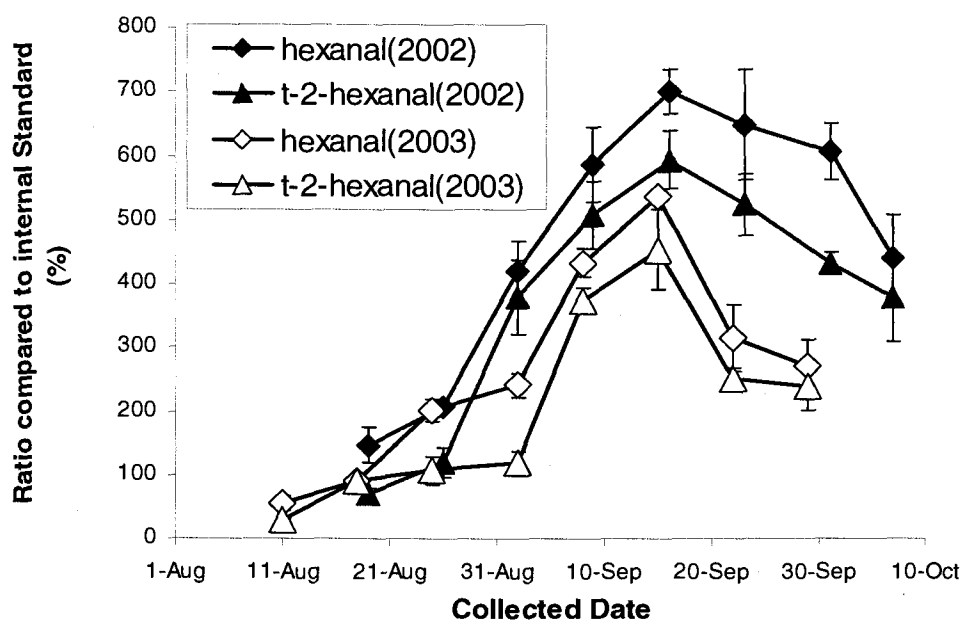 Ratio compared to internal Standard
(%)
800
700
600
500
400
300
200
100
0
hexanal(2002)
t-2-hexanal(2002)
hexanal(2003)
t-2-hexanal(2003)
1-Aug 11-Aug 21-Aug 31-Aug 10-Sep 20-Sep 30-Sep 10-Oct
Collected Date